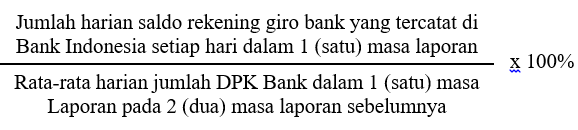 Jumlah harian saldo rekening giro bank yang tercatat di
Bank Indonesia setiap hari dalam 1 (satu) masa laporan
x 100%
Rata-rata harian jumlah DPK Bank dalam 1 (satu) masa
Laporan pada 2 (dua) masa laporan sebelumnya